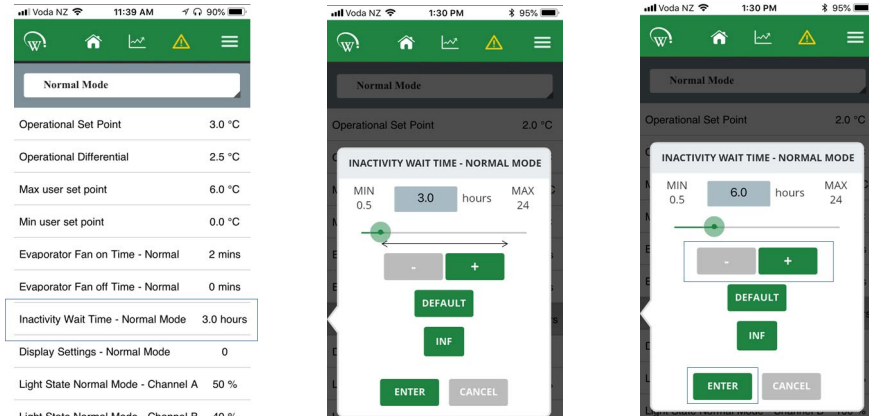 Voda NZ 11:39 AM 90%
W
Normal Mode
Operational Set Point 3.0 °C
Operational Differential 2.5 °C
Max user set point 6.0 °C
Min user set point 0.0 °C
Evaporator Fan on Time - Normal 2 mins
Evaporator Fan off Time - Normal 0 mins
Inactivity Wait Time - Normal Mode 3.0 hours
Display Settings - Normal Mode 0
Light State Normal Mode - Channel A 50 %
Light State Normal Mode - Channel B 40 %
Voda NZ 1:30 PM 95%
W
Normal Mode
Operational Set Point 2.0 °C
INACTIVITY WAIT TIME - NORMAL MODE
MIN MAX
0.5 3.0 hours 24
- +
DEFAULT
INF
ENTER CANCEL
Voda NZ 1:30 PM 95%
W
Normal Mode
Operational Set Point 2.0 °C
INACTIVITY WAIT TIME - NORMAL MODE
MIN MAX
0.5 6.0 hours 24
- +
DEFAULT
INF
ENTER CANCEL